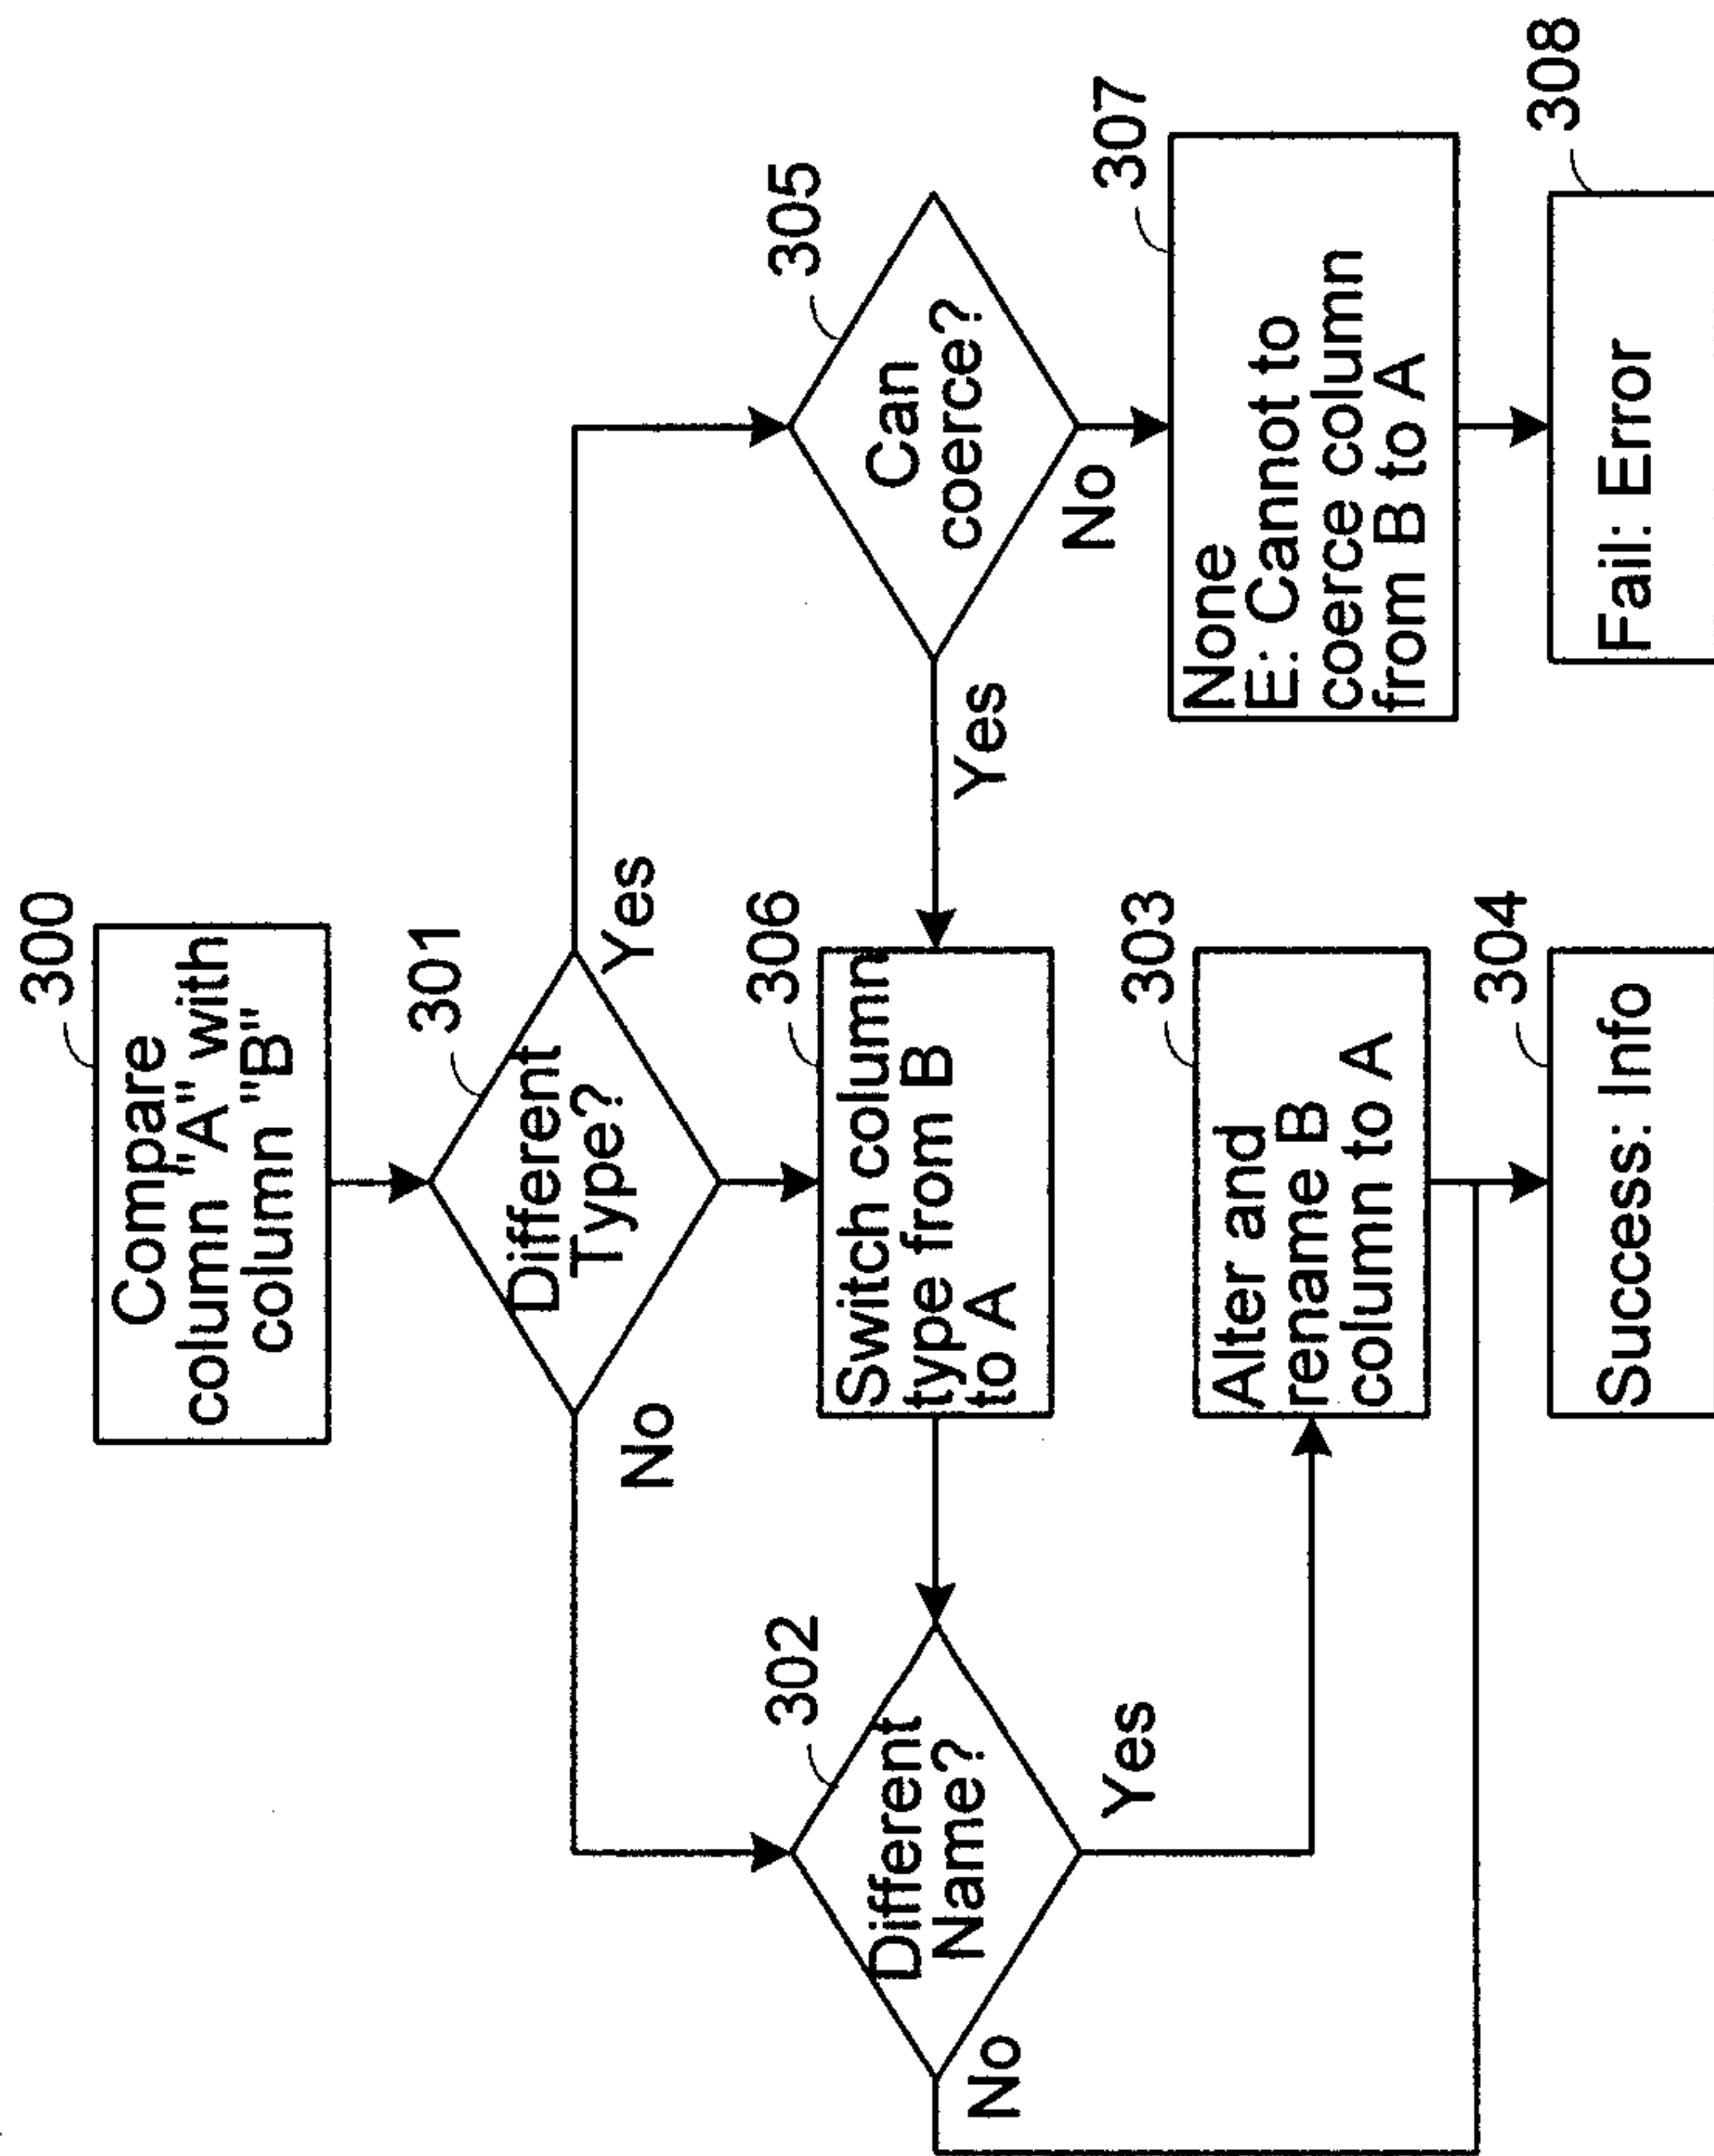 300
Compare
column "A" with
column "B"
301
Different
Type?
No
Yes
302
Different
Name?
No
Yes
306
Switch column
type from B
to A
305
Can
coerce?
Yes
No
303
Alter and
rename B
column to A
307
None
E: Cannot to
coerce column
from B to A
304
Success: Info
308
Fail: Error